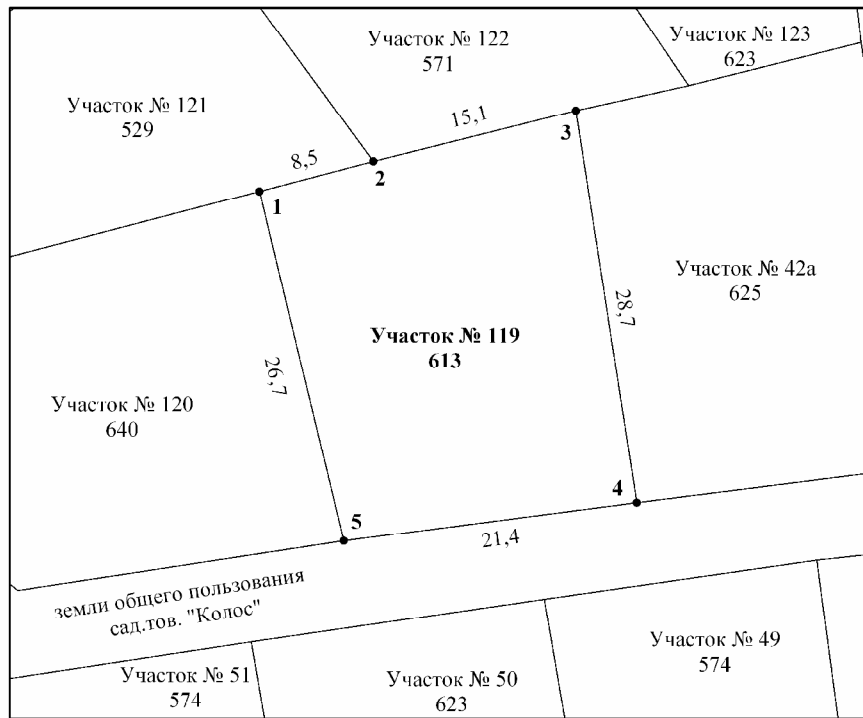 Участок № 122
571
Участок № 123
623
Участок № 121
529
15,1
8,5
3
2
1
Участок № 42а
625
28,7
Участок № 119
613
26,7
Участок № 120
640
4
5
21,4
земли общего пользования
сад.тов. "Колос"
Участок № 49
574
Участок № 51
574
Участок № 50
623